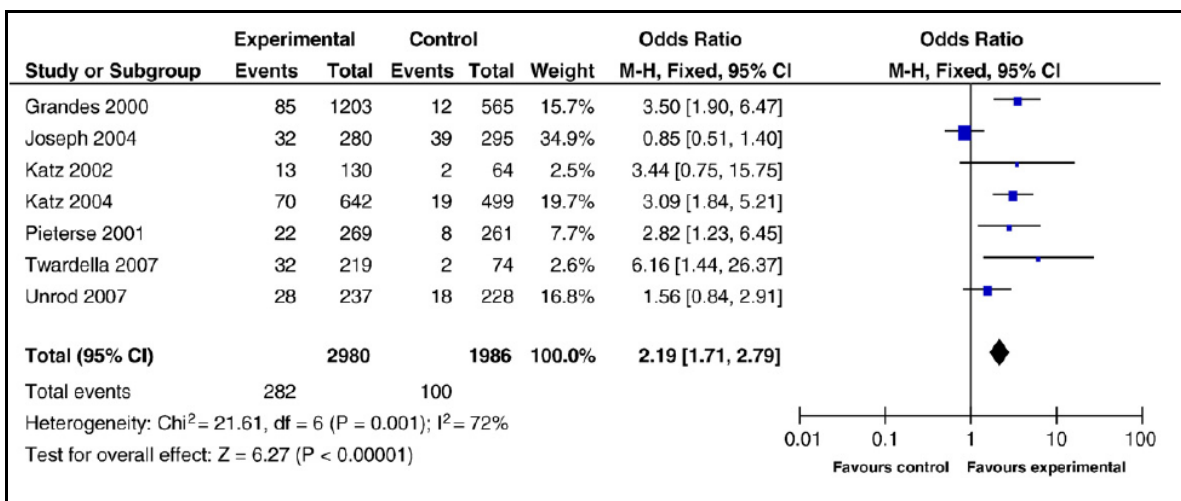 Experimental Control Odds Ratio Odds Ratio
Study or Subgroup Events Total Events Total Weight M-H, Fixed, 95% CI M-H, Fixed, 95% CI
Grandes 2000 85 1203 12 565 15.7% 3.50 [1.90, 6.47]
Joseph 2004 32 280 39 295 34.9% 0.85 [0.51, 1.40]
Katz 2002 13 130 2 64 2.5% 3.44 [0.75, 15.75]
Katz 2004 70 642 19 499 19.7% 3.09 [1.84, 5.21]
Pieterse 2001 22 269 8 261 7.7% 2.82 [1.23, 6.45]
Twardella 2007 32 219 2 74 2.6% 6.16 [1.44, 26.37]
Unrod 2007 28 237 18 228 16.8% 1.56 [0.84, 2.91]
Total (95% CI) 2980 1986 100.0% 2.19 [1.71, 2.79]
Total events 282 100
Heterogeneity: Chi² = 21.61, df = 6 (P = 0.001); I² = 72%
Test for overall effect: Z = 6.27 (P < 0.00001)
0.01 0.1 1 10 100
Favours control Favours experimental